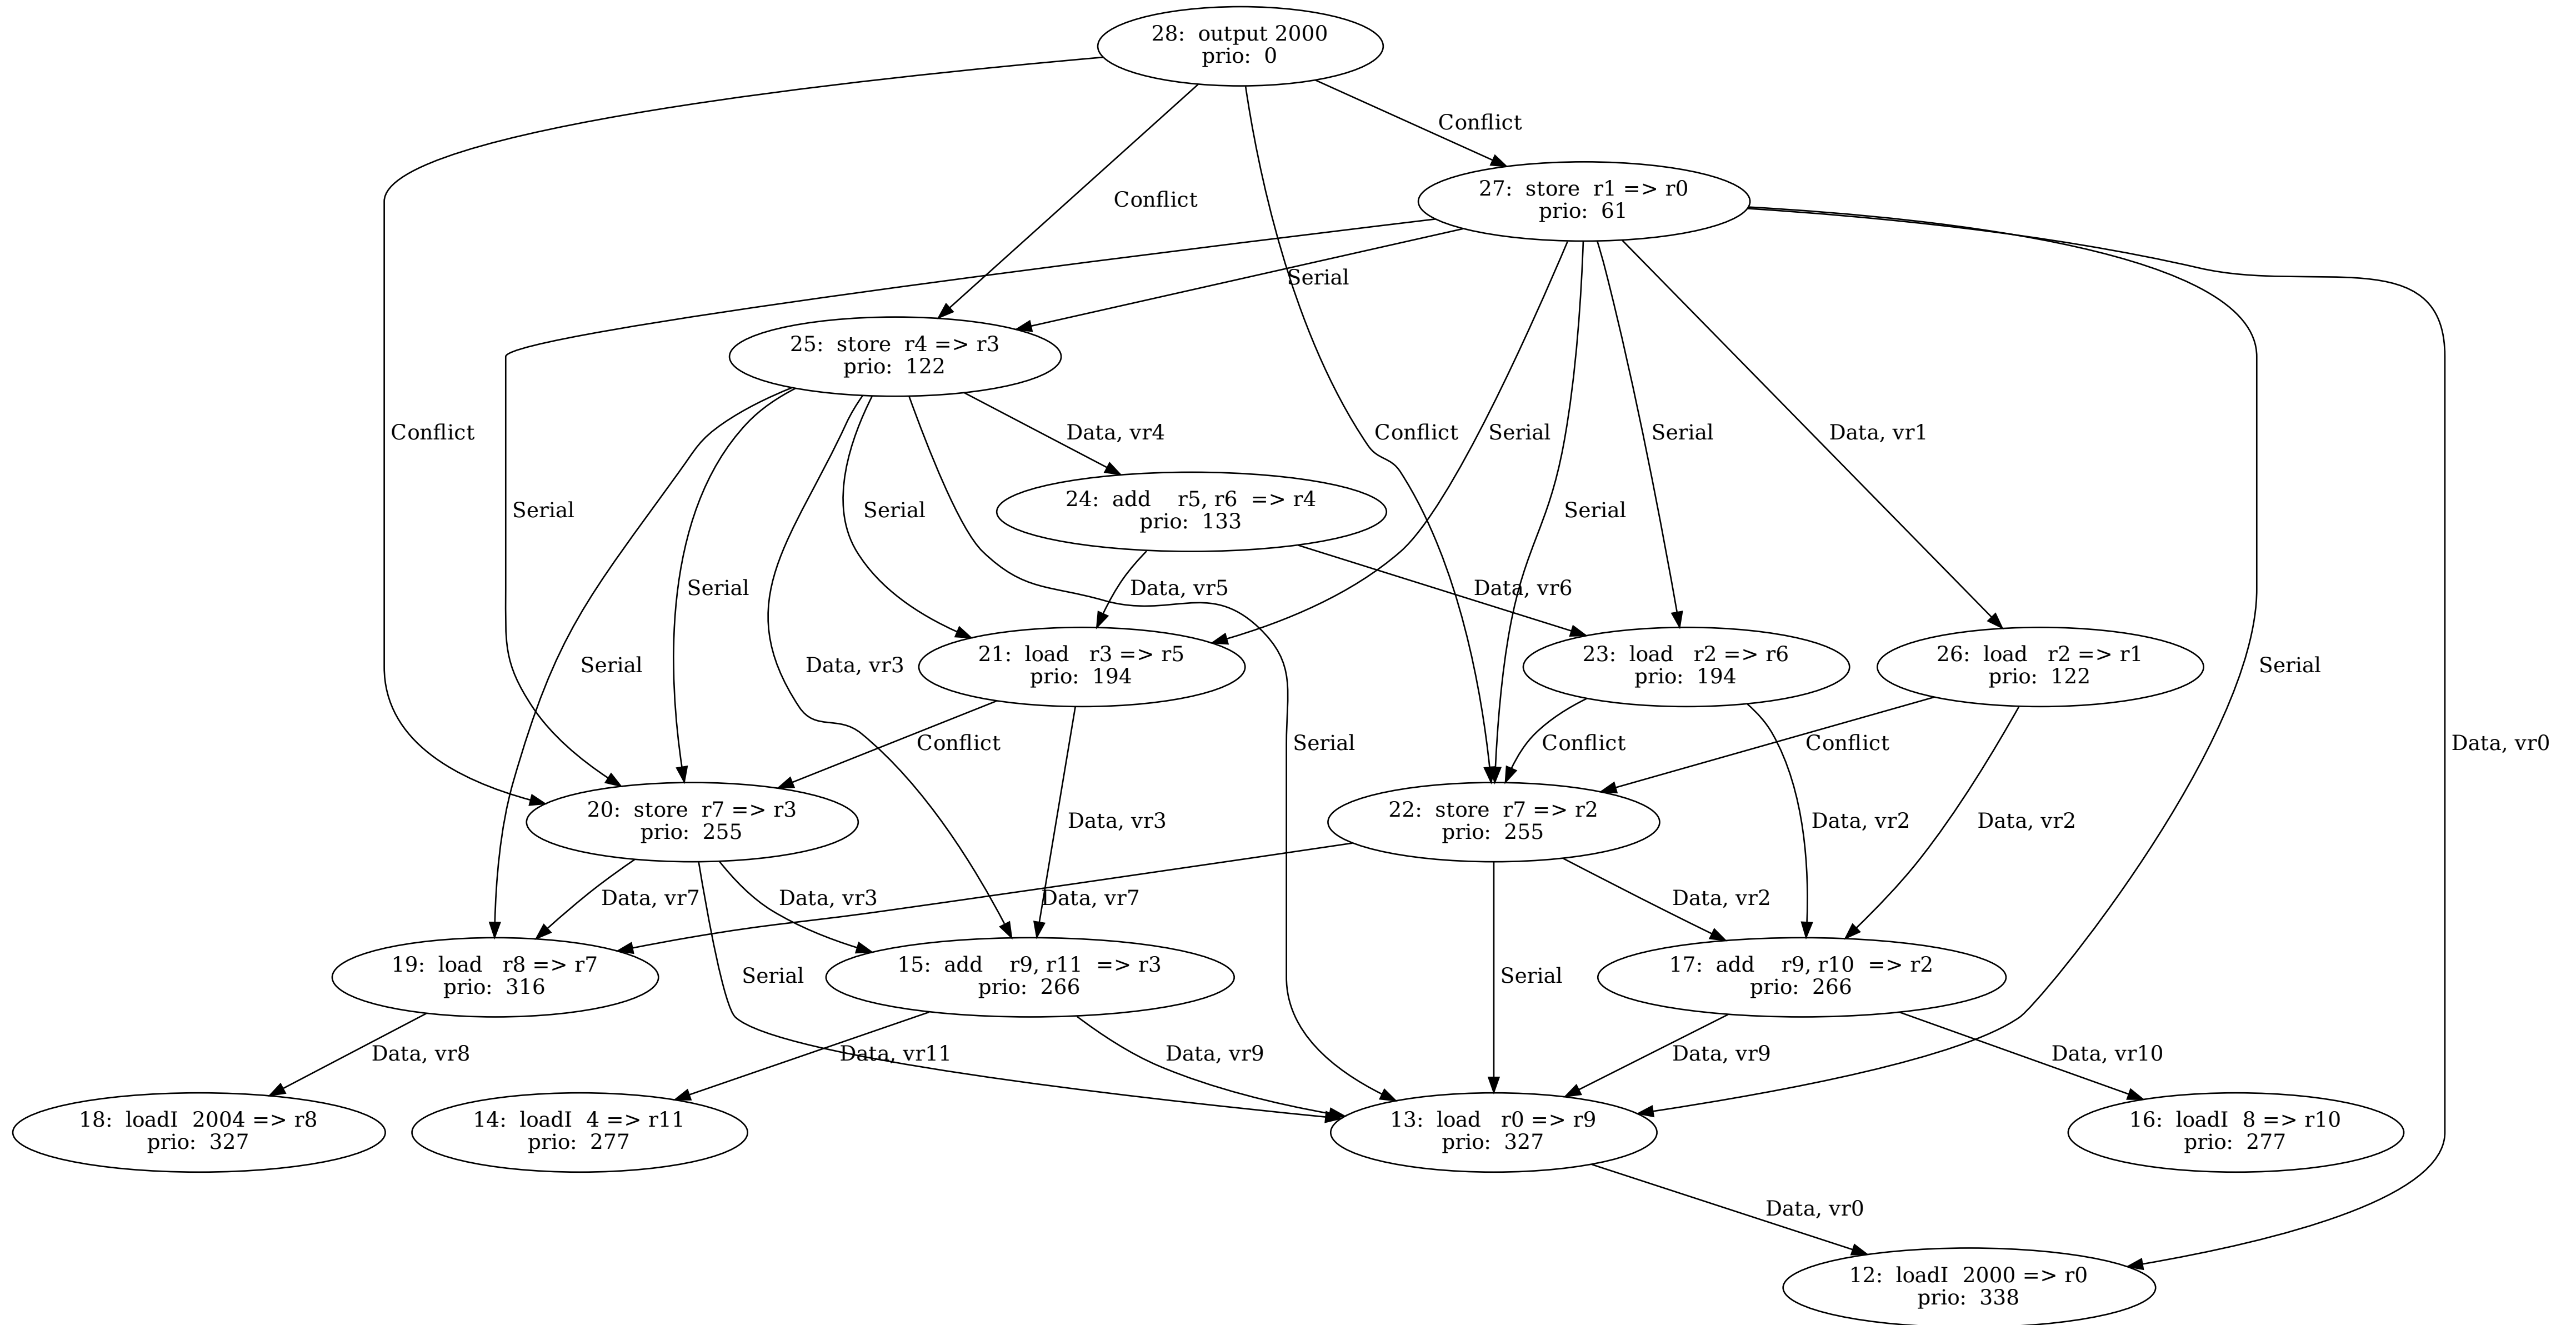 28:  output 2000
prio:  0
Conflict
27:  store  r1 => r0
prio:  61
Conflict
Serial
25:  store  r4 => r3
prio:  122
Conflict
Data, vr4
Conflict
Serial
Serial
Data, vr1
24:  add    r5, r6  => r4
prio:  133
Serial
Serial
Serial
Serial
Data, vr5
Data, vr6
Serial
Data, vr3
21:  load   r3 => r5
prio:  194
23:  load   r2 => r6
prio:  194
26:  load   r2 => r1
prio:  122
Serial
Conflict
Serial
Conflict
Conflict
Data, vr0
20:  store  r7 => r3
prio:  255
Data, vr3
22:  store  r7 => r2
prio:  255
Data, vr2
Data, vr2
Data, vr7
Data, vr3
Data, vr7
Data, vr2
19:  load   r8 => r7
prio:  316
Serial
15:  add    r9, r11  => r3
prio:  266
Serial
17:  add    r9, r10  => r2
prio:  266
Data, vr8
Data, vr11
Data, vr9
Data, vr9
Data, vr10
18:  loadI  2004 => r8
prio:  327
14:  loadI  4 => r11
prio:  277
13:  load   r0 => r9
prio:  327
16:  loadI  8 => r10
prio:  277
Data, vr0
12:  loadI  2000 => r0
prio:  338